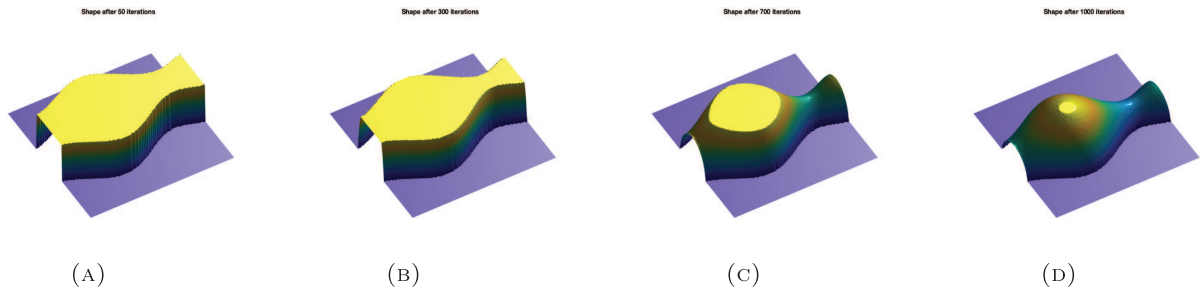 Shape after 50 iterations
Shape after 300 iterations
Shape after 700 iterations
Shape after 1000 iterations
(A)
(B)
(C)
(D)